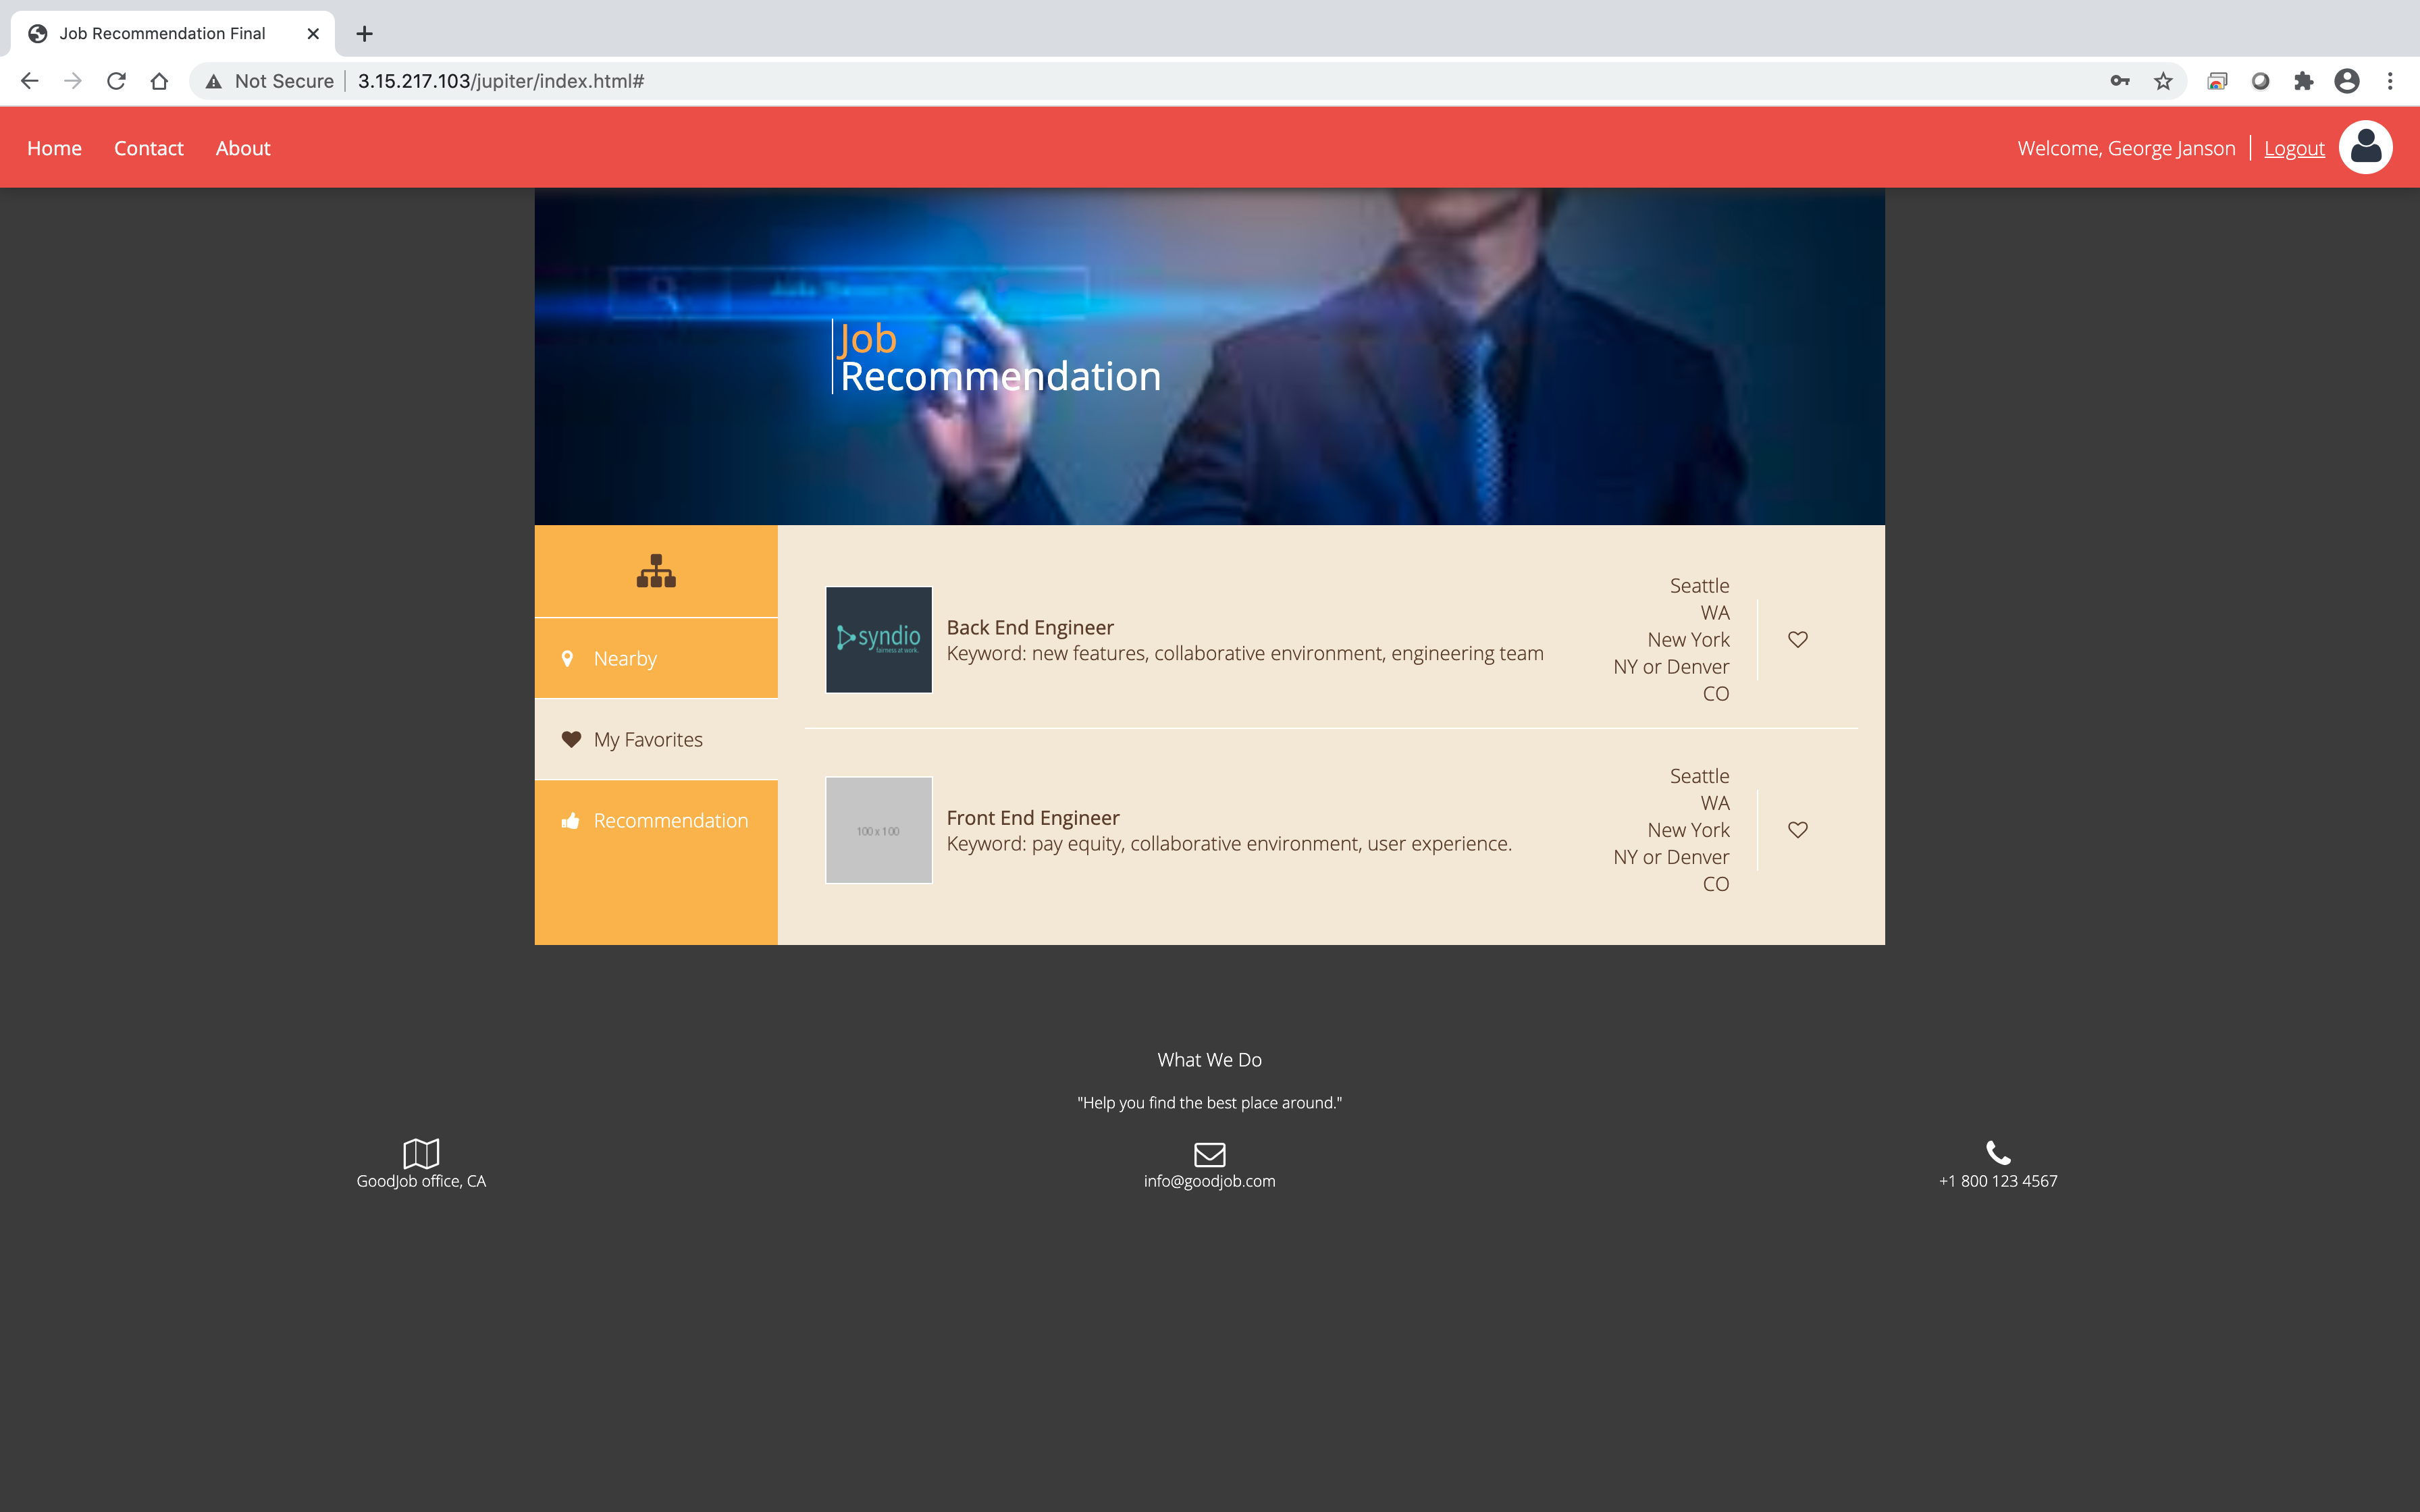 Job Recommendation Final
Not Secure
3.15.217.103/jupiter/index.html#
Home
Contact
About
Welcome, George Janson
Logout
Job
Recommendation
Nearby
My Favorites
Recommendation
syndio
fairness at work.
Back End Engineer
Keyword: new features, collaborative environment, engineering team
Seattle
WA
New York
NY or Denver
CO
100 x 100
Front End Engineer
Keyword: pay equity, collaborative environment, user experience.
Seattle
WA
New York
NY or Denver
CO
What We Do
"Help you find the best place around."
GoodJob office, CA
info@goodjob.com
+1 800 123 4567